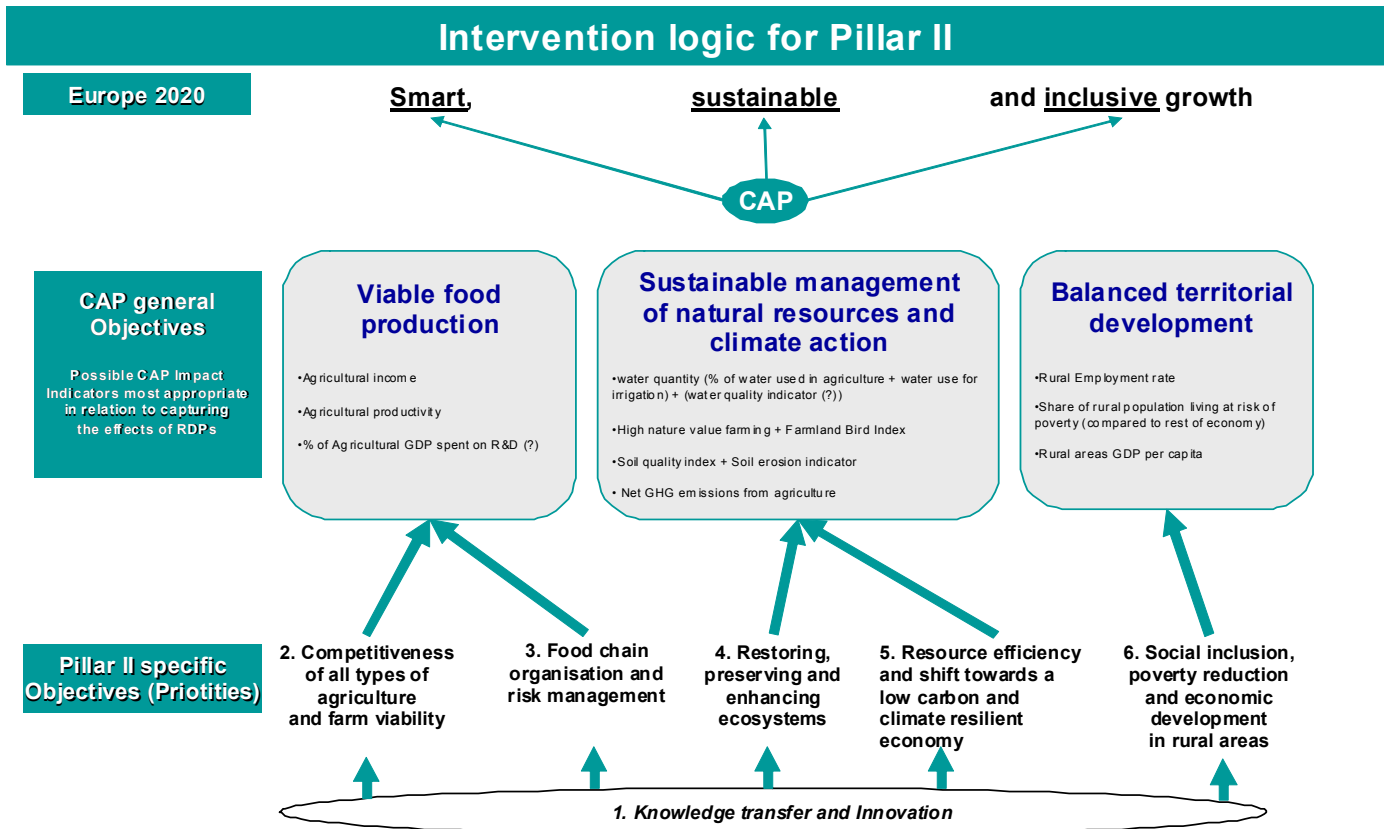 Intervention logic for Pillar II
Europe 2020
Smart,
sustainable
and inclusive growth
CAP
CAP general
Objectives
Possible CAP Impact
Indicators most appropriate
in relation to capturing
the effects of RDPs
Viable food
production
•Agricultural income
•Agricultural productivity
•% of Agricultural GDP spent on R&D (?)
Sustainable management
of natural resources and
climate action
•water quantity (% of water used in agriculture + water use for
irrigation) + (water quality indicator (?))
•High nature value farming + Farmland Bird Index
•Soil quality index + Soil erosion indicator
• Net GHG emissions from agriculture
Balanced territorial
development
•Rural Employment rate
•Share of rural population living at risk of
poverty (compared to rest of economy)
•Rural areas GDP per capita
Pillar II specific
Objectives (Priotities)
2. Competitiveness
of all types of
agriculture
and farm viability
3. Food chain
organisation and
risk management
4. Restoring,
preserving and
enhancing
ecosystems
5. Resource efficiency
and shift towards a
low carbon and
climate resilient
economy
6. Social inclusion,
poverty reduction
and economic
development
in rural areas
1. Knowledge transfer and Innovation